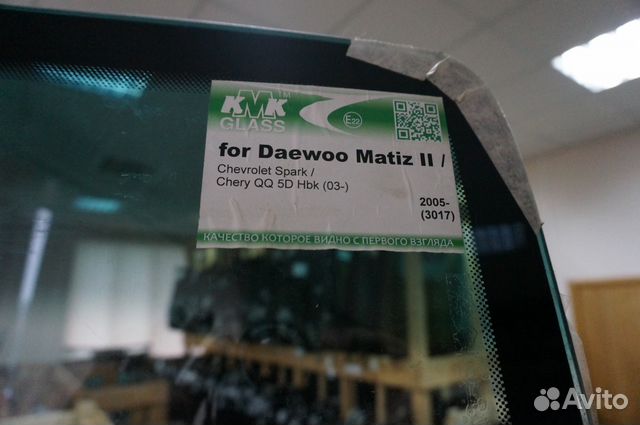 KMK TM
GLASS
E22
for Daewoo Matiz II /
Chevrolet Spark /
Chery QQ 5D Hbk (03-)
2005-
(3017)
КАЧЕСТВО КОТОРОЕ ВИДНО С ПЕРВОГО ВЗГЛЯДА
Avito